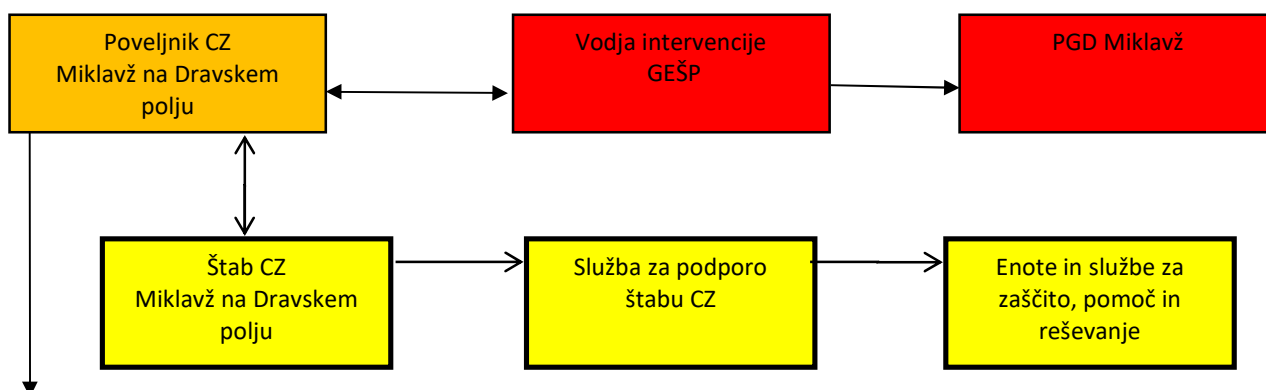 Poveljnik CZ
Miklavž na Dravskem
polju
Vodja intervencije
GEŠP
PGD Miklavž
Štab CZ
Miklavž na Dravskem
polju
Služba za podporo
štabu CZ
Enote in službe za
zaščito, pomoč in
reševanje